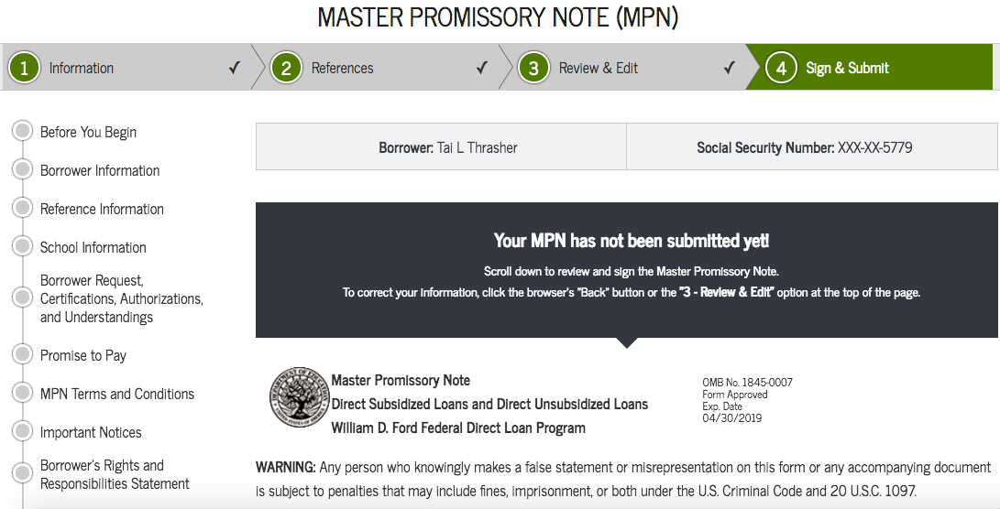 MASTER PROMISSORY NOTE (MPN)
1 Information ✓ 2 References ✓ 3 Review & Edit ✓ 4 Sign & Submit
Before You Begin
Borrower Information
Reference Information
School Information
Borrower Request,
Certifications, Authorizations,
and Understandings
Promise to Pay
MPN Terms and Conditions
Important Notices
Borrower's Rights and
Responsibilities Statement
Borrower: Tai L Thrasher Social Security Number: XXX-XX-5779
Your MPN has not been submitted yet!
Scroll down to review and sign the Master Promissory Note.
To correct your information, click the browser's "Back" button or the "3 - Review & Edit" option at the top of the page.
DEPARTMENT OF EDUCATION
UNITED STATES OF AMERICA
Master Promissory Note
Direct Subsidized Loans and Direct Unsubsidized Loans
William D. Ford Federal Direct Loan Program
OMB No. 1845-0007
Form Approved
Exp. Date
04/30/2019
WARNING: Any person who knowingly makes a false statement or misrepresentation on this form or any accompanying document
is subject to penalties that may include fines, imprisonment, or both under the U.S. Criminal Code and 20 U.S.C. 1097.